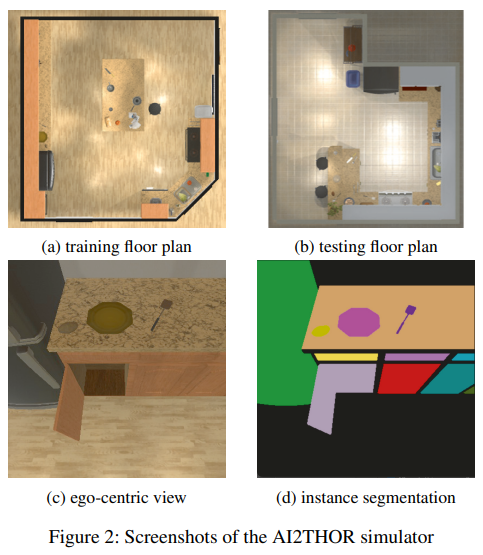 (a) training floor plan
(b) testing floor plan
(c) ego-centric view
(d) instance segmentation
Figure 2: Screenshots of the AI2THOR simulator